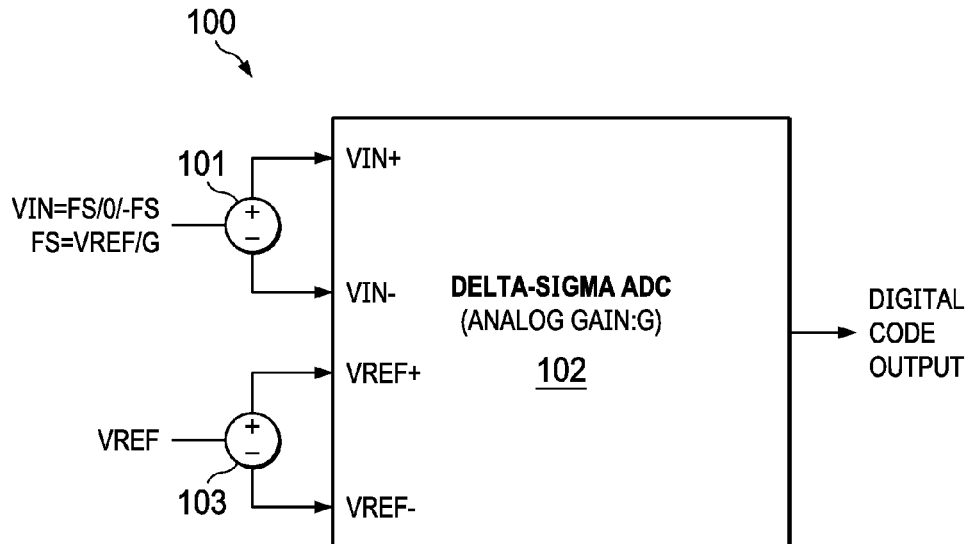 100
101
VIN=FS/0/-FS
FS=VREF/G
+
−
VIN+
VIN-
DELTA-SIGMA ADC
(ANALOG GAIN:G)
102
DIGITAL
CODE
OUTPUT
VREF
+
−
103
VREF+
VREF-